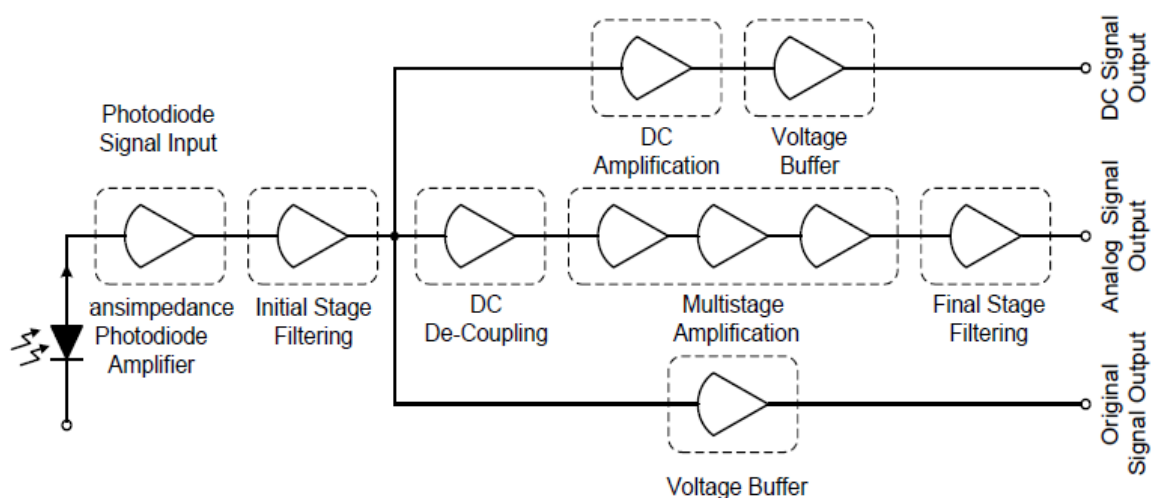 Photodiode
Signal Input
ansimpedance
Photodiode
Amplifier
Initial Stage
Filtering
DC
Amplification
Voltage
Buffer
DC Signal
Output
DC
De-Coupling
Multistage
Amplification
Final Stage
Filtering
Analog Signal
Output
Voltage Buffer
Original
Signal Output